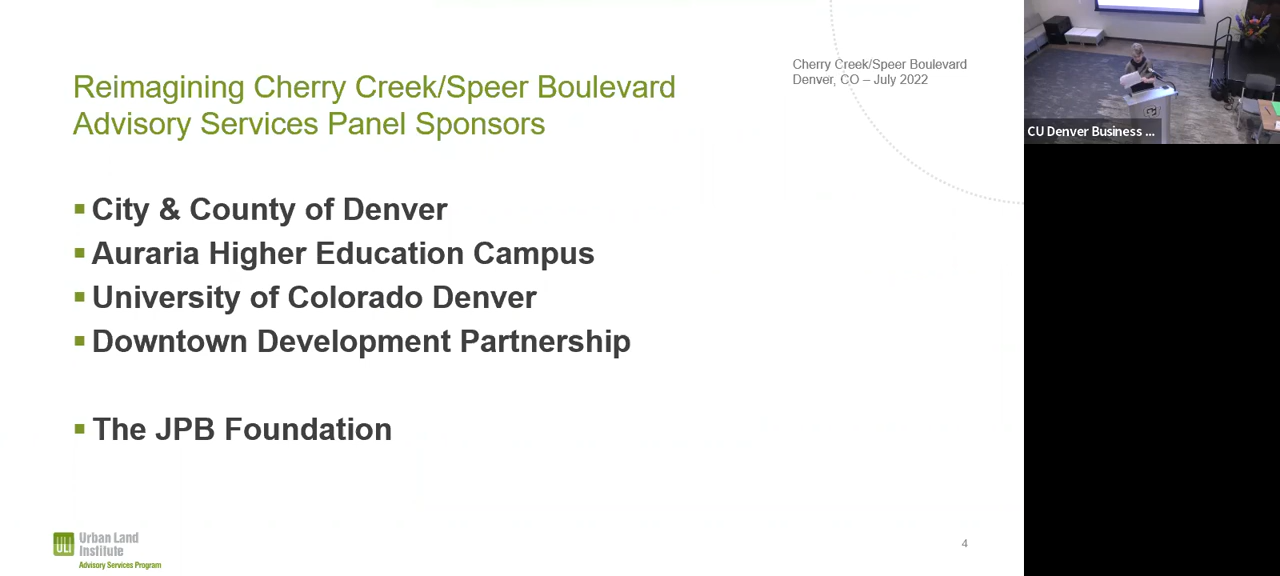 Reimagining Cherry Creek/Speer Boulevard
Advisory Services Panel Sponsors
Cherry Creek/Speer Boulevard
Denver, CO – July 2022
▪ City & County of Denver
▪ Auraria Higher Education Campus
▪ University of Colorado Denver
▪ Downtown Development Partnership
▪ The JPB Foundation
ULI
Urban Land
Institute
Advisory Services Program
4
CU Denver Business ...